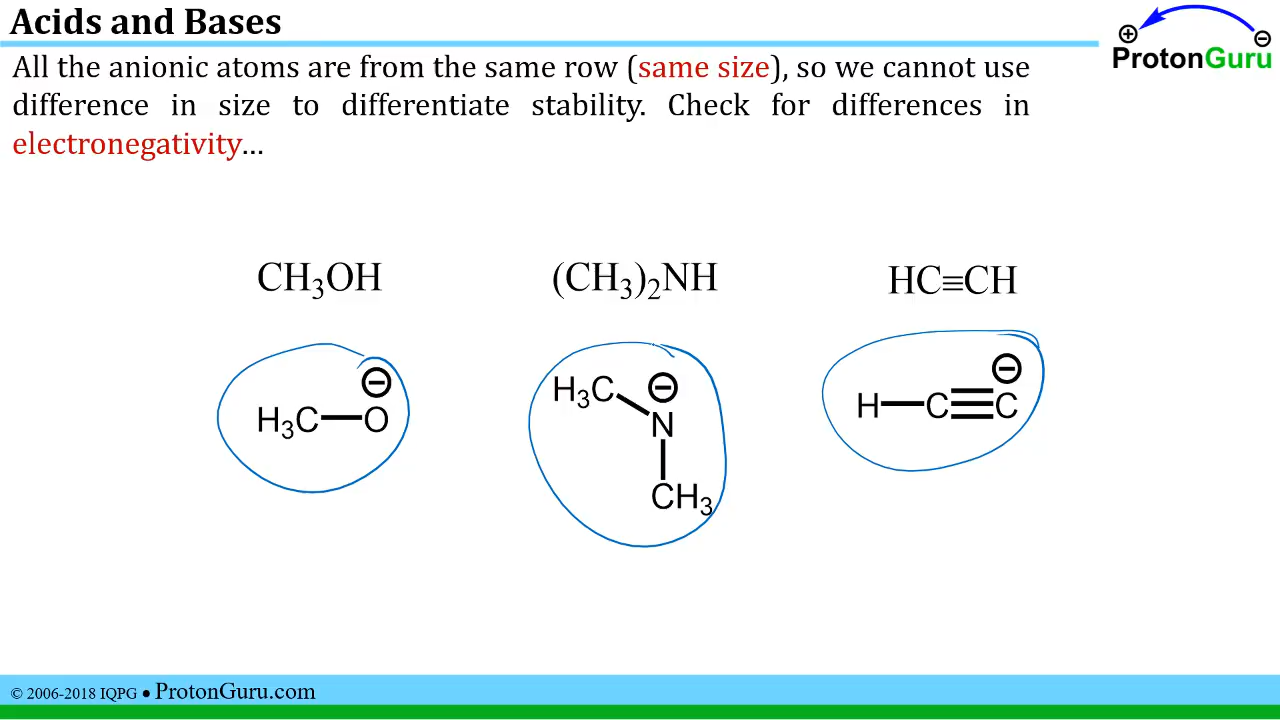 Acids and Bases
ProtonGuru
All the anionic atoms are from the same row (same size), so we cannot use
difference in size to differentiate stability. Check for differences in
electronegativity…
CH₃OH (CH₃)₂NH HC≡CH
H₃C—O⊖
H₃C N⊖ CH₃
H—C≡C⊖
© 2006-2018 IQPG ● ProtonGuru.com